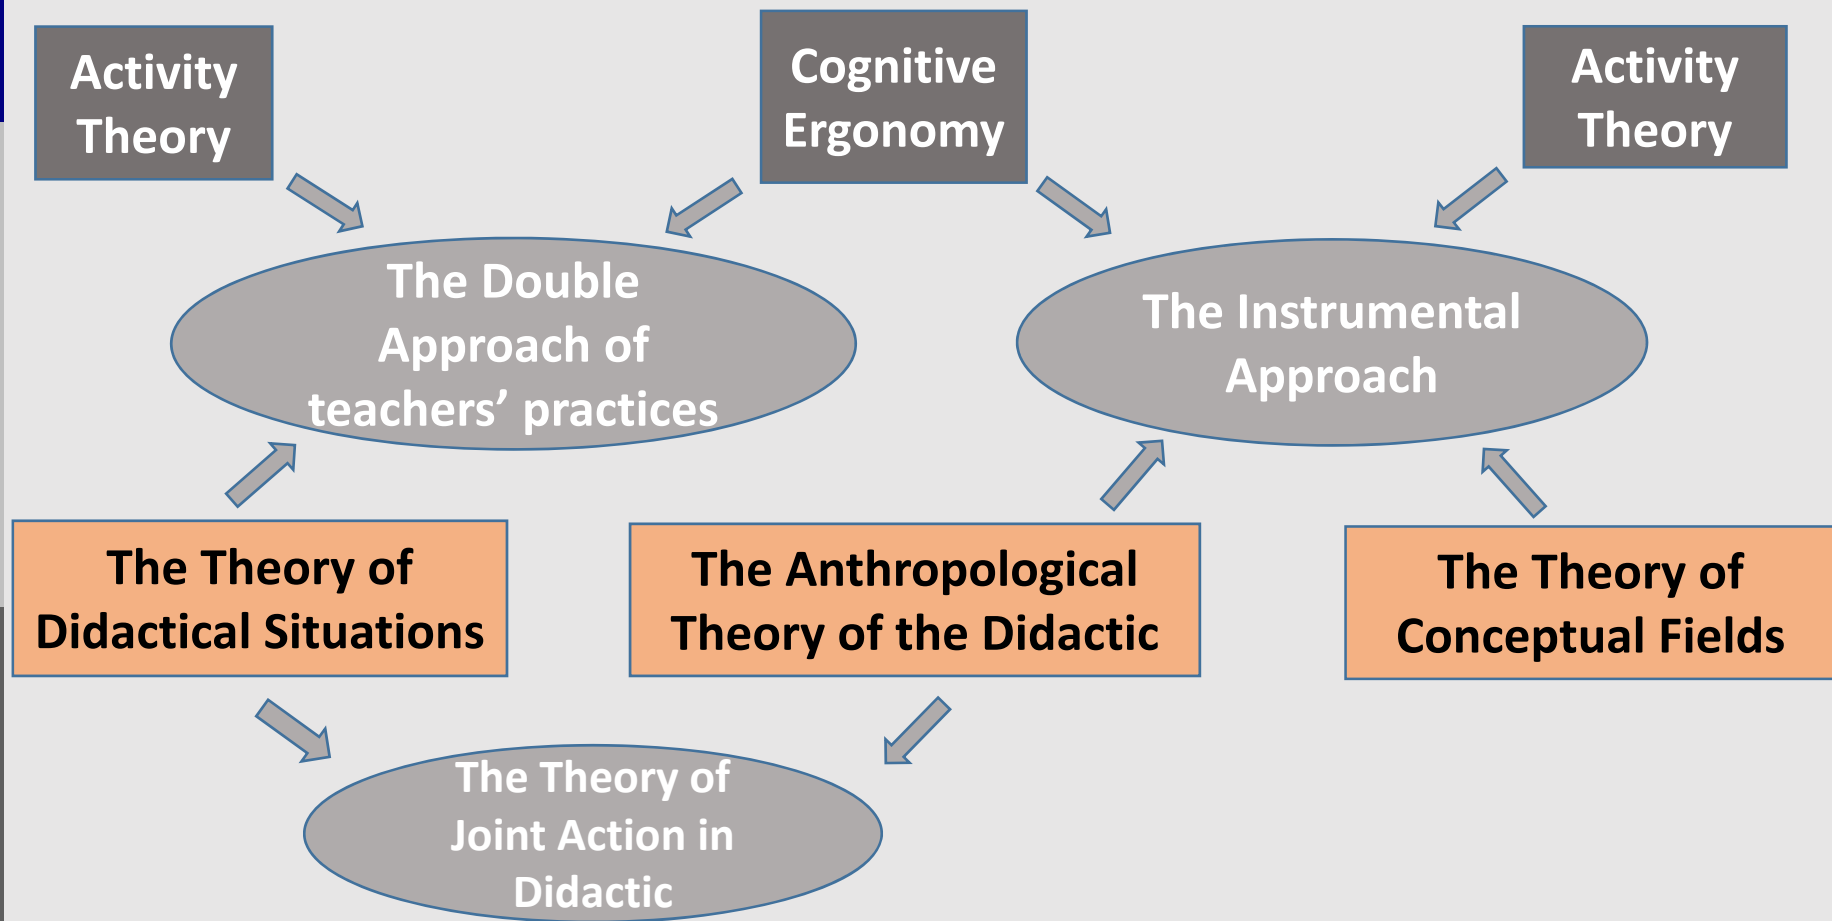 Activity
Theory
Cognitive
Ergonomy
Activity
Theory
The Double
Approach of
teachers’ practices
The Instrumental
Approach
The Theory of
Didactical Situations
The Anthropological
Theory of the Didactic
The Theory of
Conceptual Fields
The Theory of
Joint Action in
Didactic